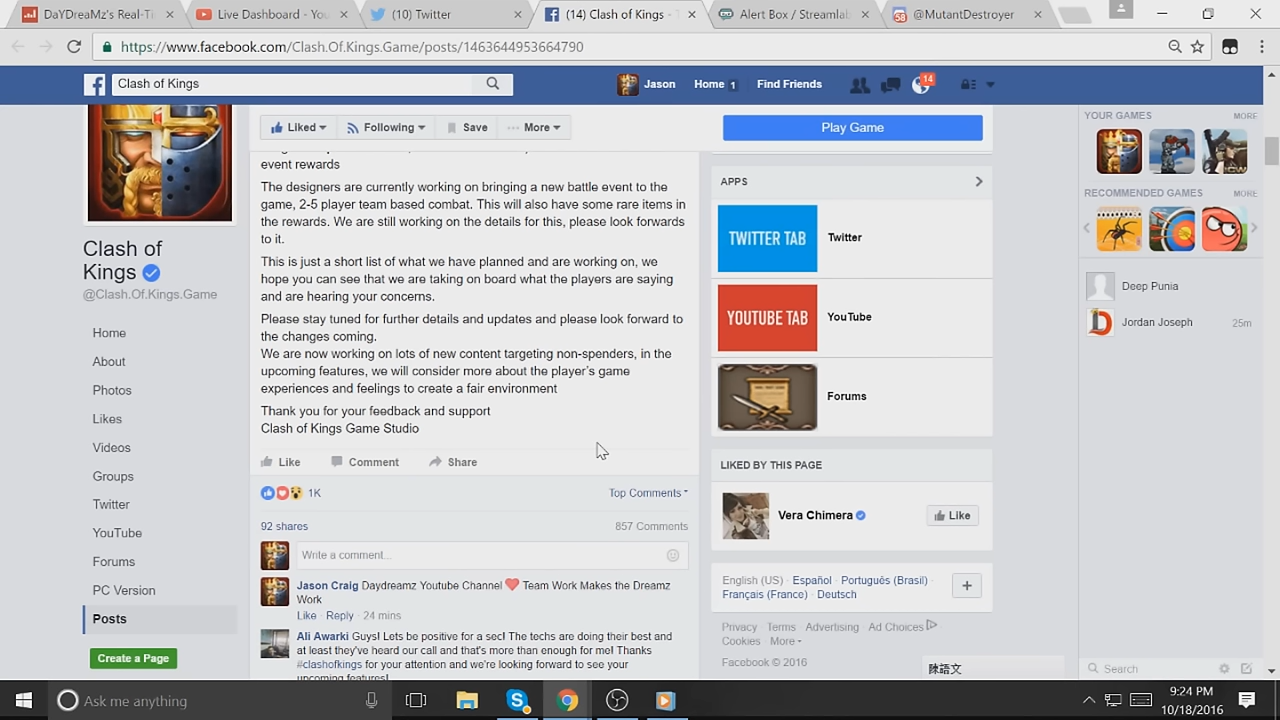 DaYDreaMz's Real-Ti
Live Dashboard - You
(10) Twitter
(14) Clash of Kings - T
Alert Box / Streamlab
58
@MutantDestroyer
https://www.facebook.com/Clash.Of.Kings.Game/posts/1463644953664790
Clash of Kings
Jason
Home 1
Find Friends
14
Liked
Following
Save
More
Play Game
event rewards
The designers are currently working on bringing a new battle event to the
game, 2-5 player team based combat. This will also have some rare items in
the rewards. We are still working on the details for this, please look forwards
to it.
This is just a short list of what we have planned and are working on, we
hope you can see that we are taking on board what the players are saying
and are hearing your concerns.
Please stay tuned for further details and updates and please look forward to
the changes coming.
We are now working on lots of new content targeting non-spenders, in the
upcoming features, we will consider more about the player´s game
experiences and feelings to create a fair environment
Thank you for your feedback and support
Clash of Kings Game Studio
Like
Comment
Share
1K
Top Comments
92 shares
857 Comments
Write a comment...
Jason Craig Daydreamz Youtube Channel ❤ Team Work Makes the Dreamz
Work
Like · Reply · 24 mins
Ali Awarki Guys! Lets be positive for a sec! The techs are doing their best and
at least they've heard our call and that's more than enough for me! Thanks
#clashofkings for your attention and we're looking forward to see your
upcoming features!
Clash of
Kings
@Clash.Of.Kings.Game
Home
About
Photos
Likes
Videos
Groups
Twitter
YouTube
Forums
PC Version
Posts
Create a Page
APPS
TWITTER TAB
Twitter
YOUTUBE TAB
YouTube
Forums
LIKED BY THIS PAGE
Vera Chimera
Like
English (US) · Español · Português (Brasil) ·
Français (France) · Deutsch
Privacy · Terms · Advertising · Ad Choices
Cookies · More
Facebook © 2016
陳語文
YOUR GAMES
MORE
RECOMMENDED GAMES
MORE
Deep Punia
Jordan Joseph
25m
Search
Ask me anything
9:24 PM
10/18/2016